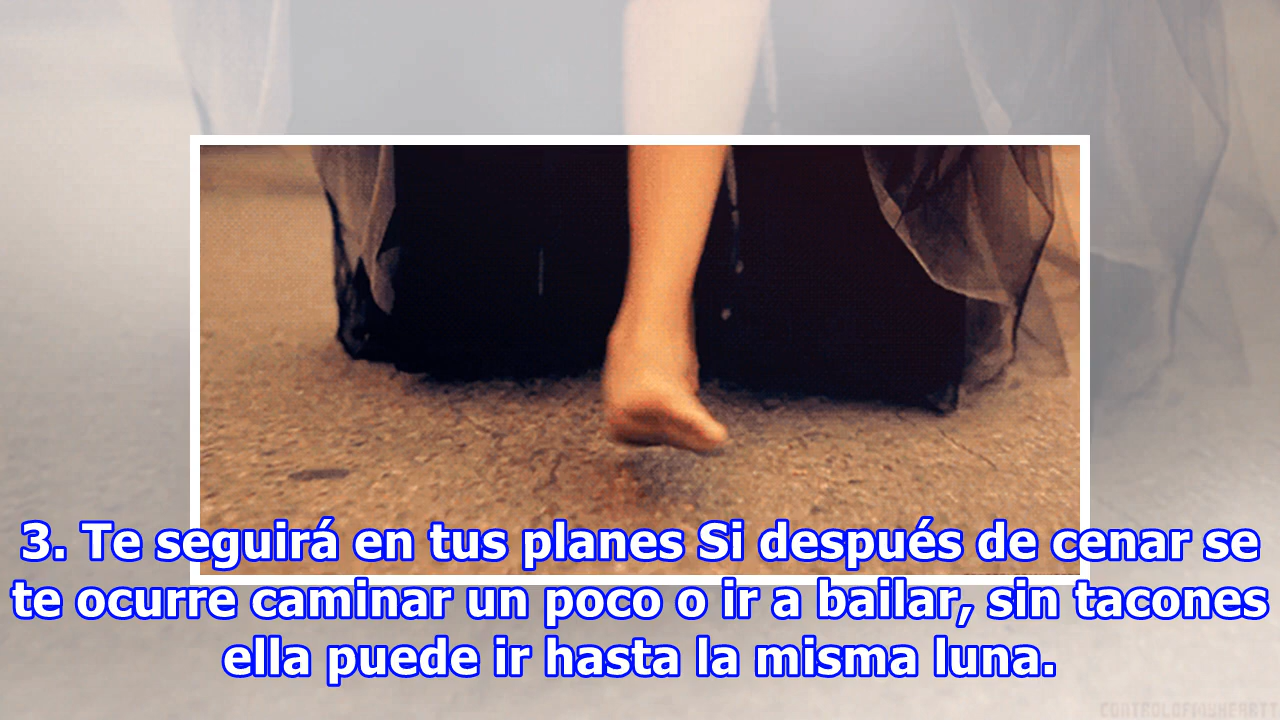 3. Te seguirá en tus planes Si después de cenar se
te ocurre caminar un poco o ir a bailar, sin tacones
ella puede ir hasta la misma luna.
CONTROLOFMYHEARTT